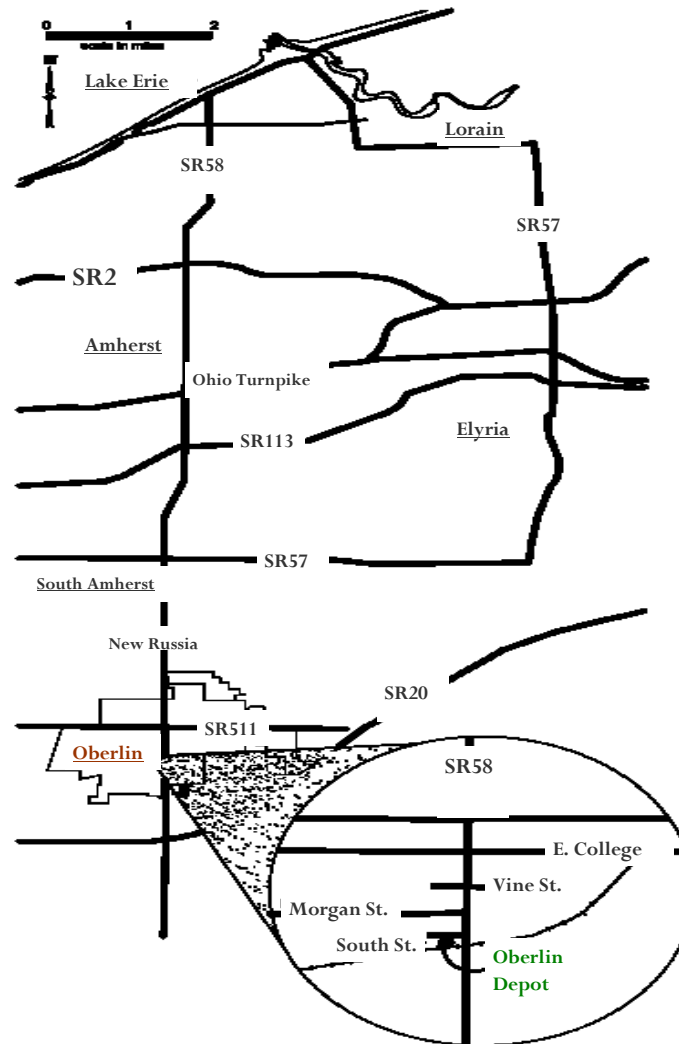 0 1 2
scale in miles
Lake Erie
Lorain
SR58
SR57
SR2
Amherst
Ohio Turnpike
SR113
Elyria
SR57
South Amherst
New Russia
SR20
SR511
Oberlin
SR58
E. College
Vine St.
Morgan St.
South St.
Oberlin
Depot